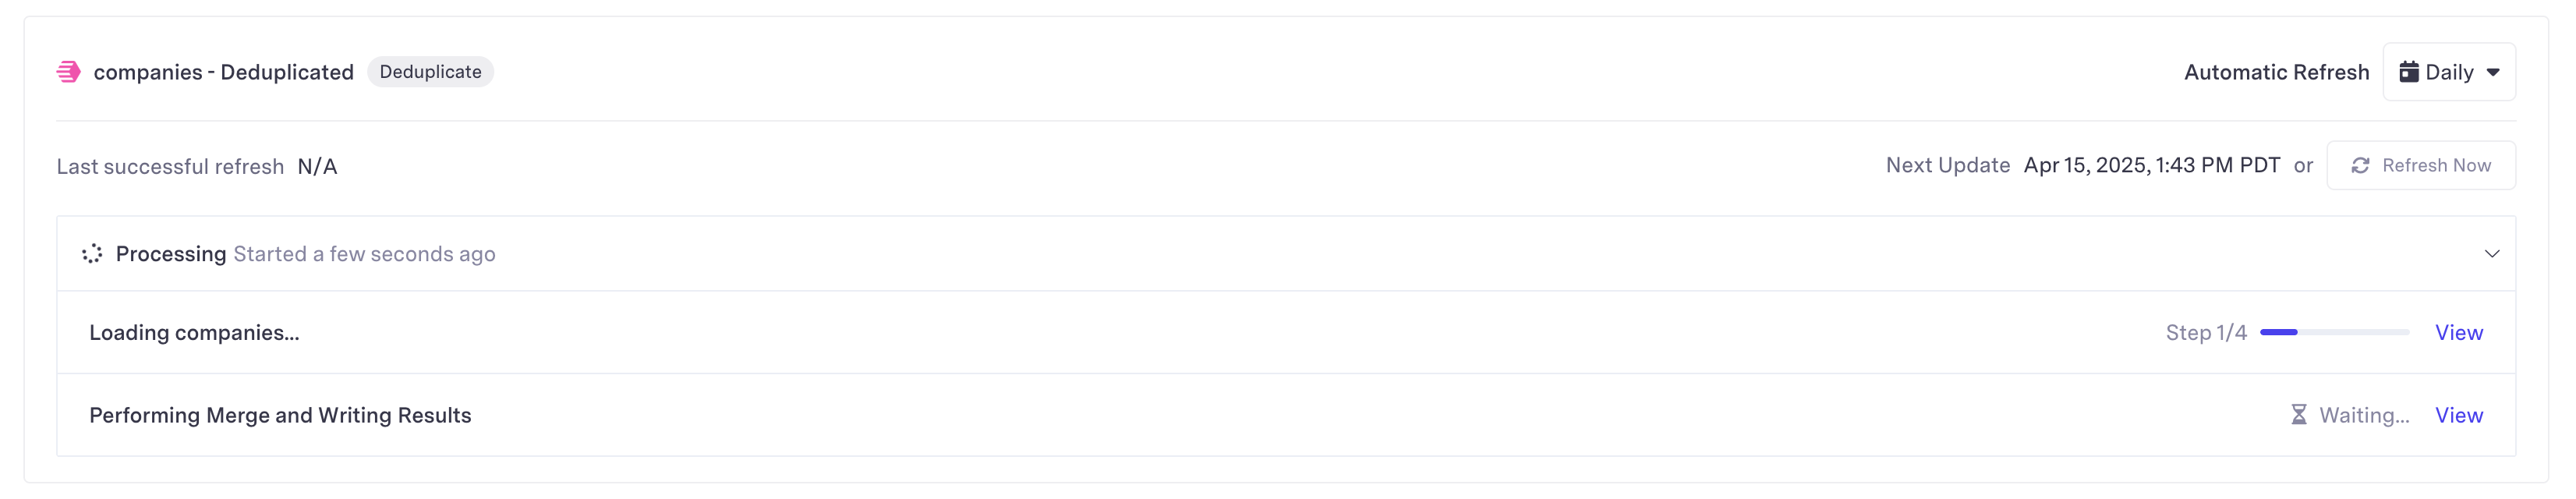 companies - Deduplicated Deduplicate Automatic Refresh Daily
Last successful refresh N/A Next Update Apr 15, 2025, 1:43 PM PDT or Refresh Now
Processing Started a few seconds ago
Loading companies... Step 1/4 View
Performing Merge and Writing Results Waiting... View